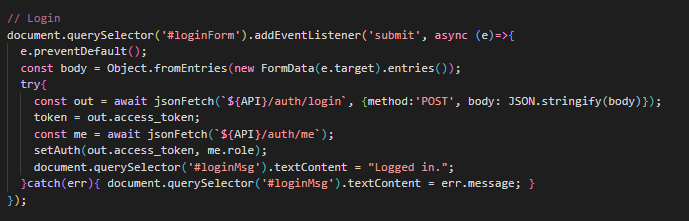 // Login
document.querySelector('#loginForm').addEventListener('submit', async (e)=>{
  e.preventDefault();
  const body = Object.fromEntries(new FormData(e.target).entries());
  try{
    const out = await jsonFetch(`${API}/auth/login`, {method:'POST', body: JSON.stringify(body)});
    token = out.access_token;
    const me = await jsonFetch(`${API}/auth/me`);
    setAuth(out.access_token, me.role);
    document.querySelector('#loginMsg').textContent = "Logged in.";
  }catch(err){ document.querySelector('#loginMsg').textContent = err.message; }
});